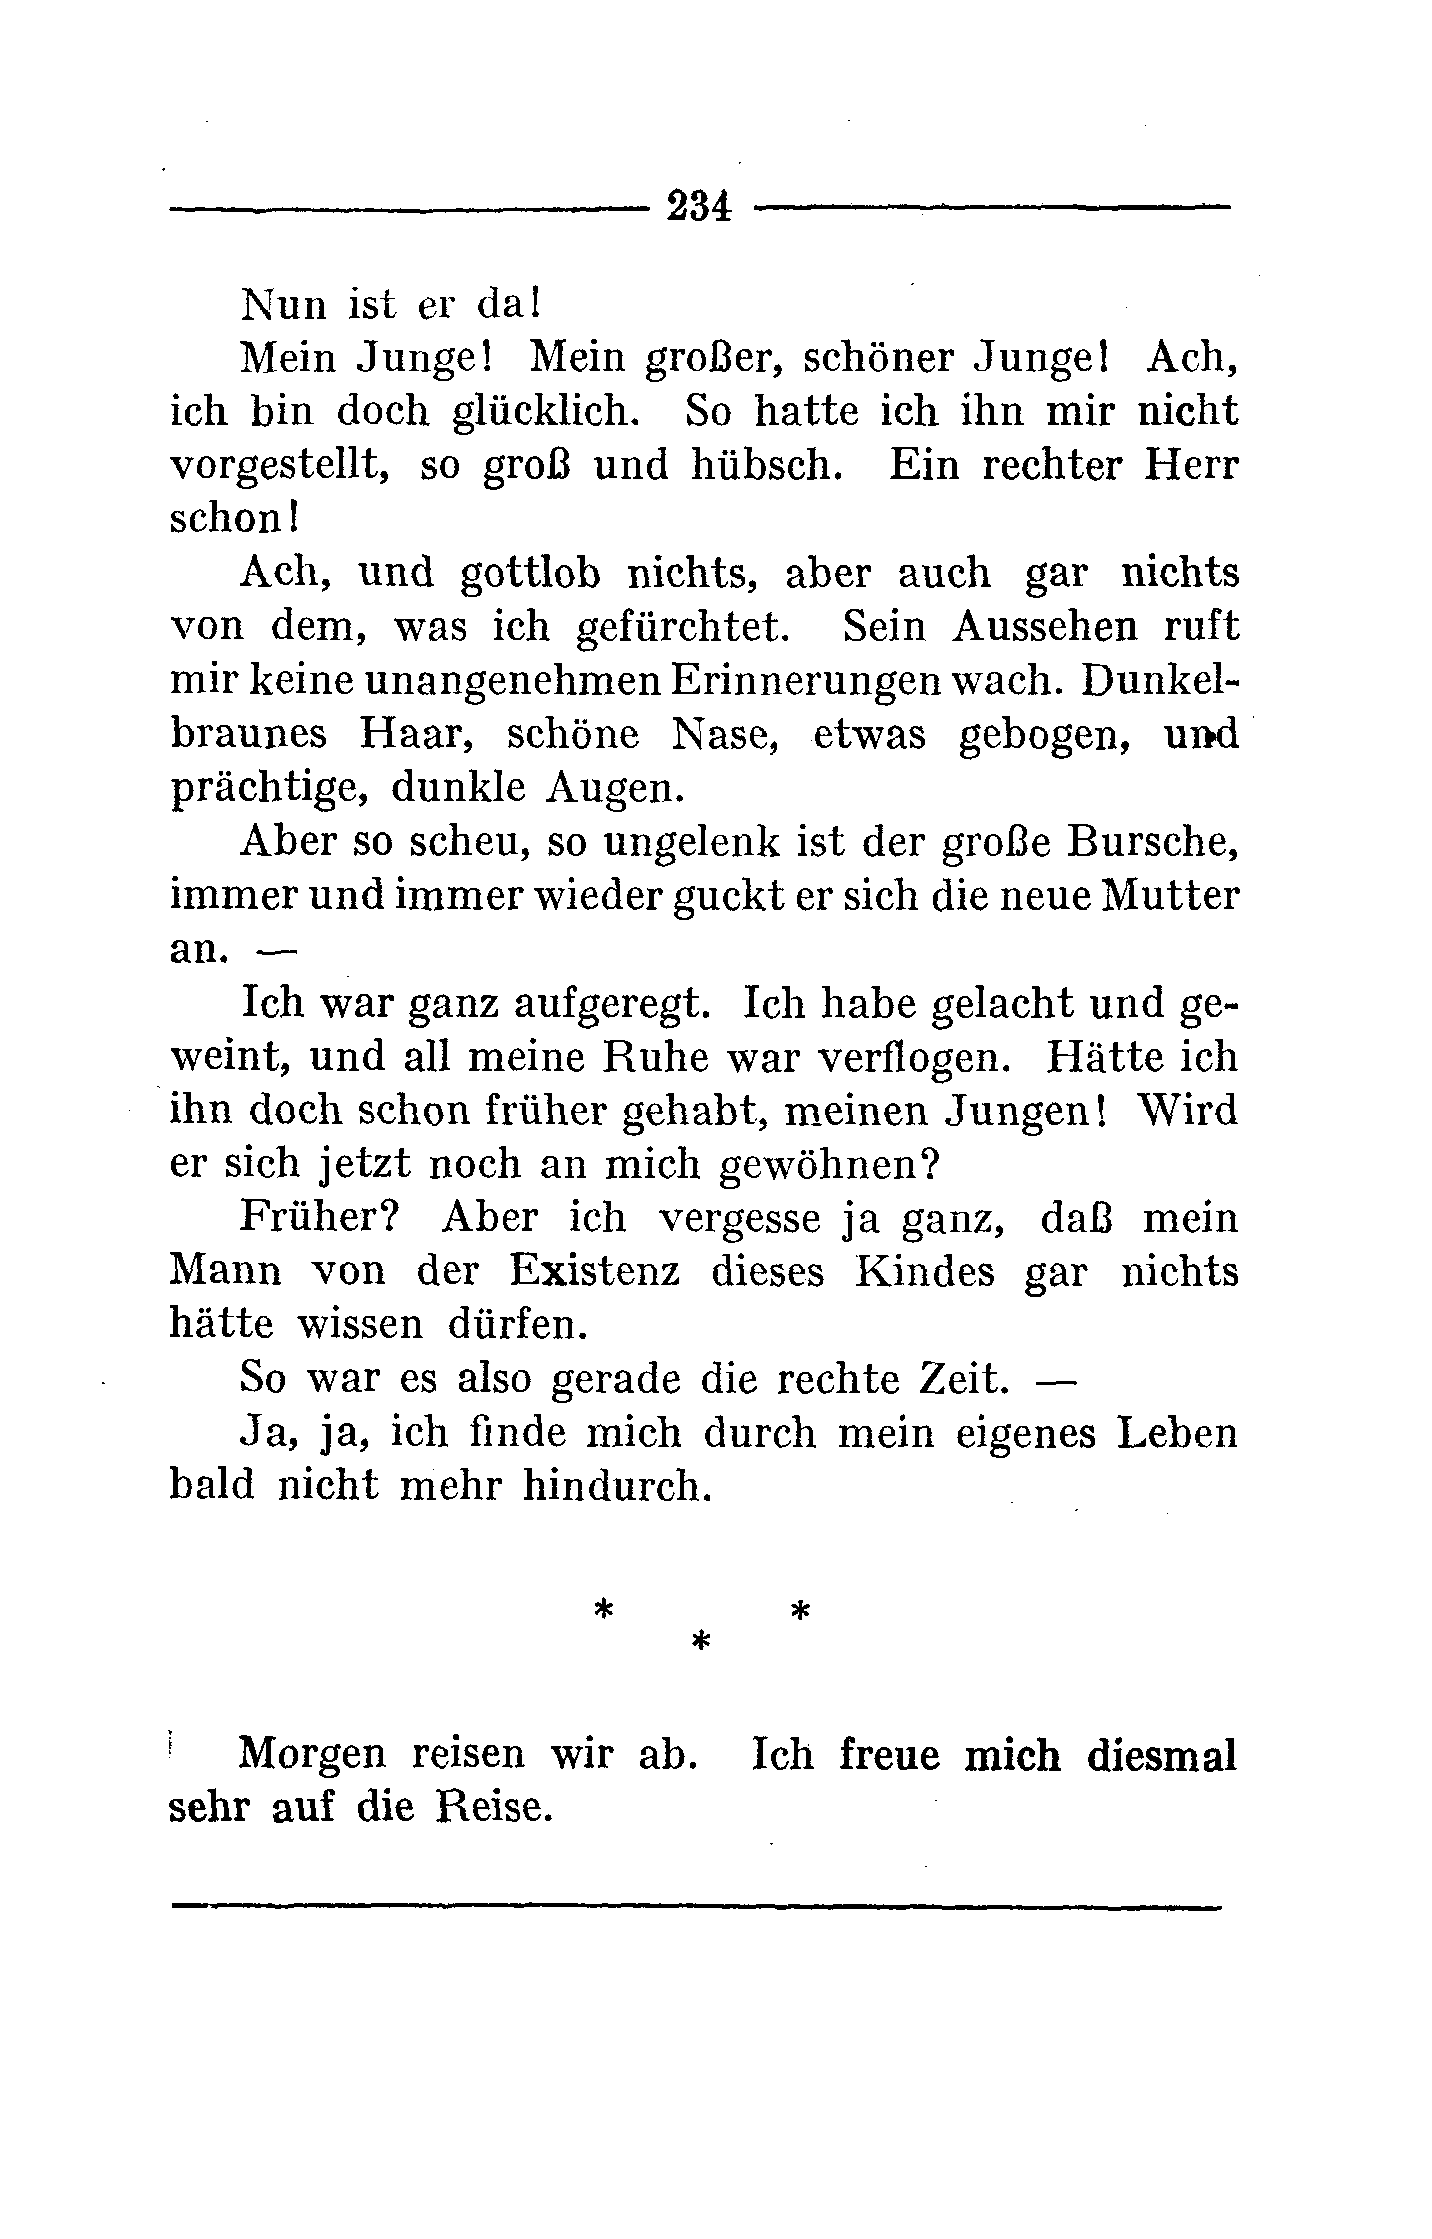 234
Nun ist er da!
Mein Junge! Mein großer, schöner Junge! Ach,
ich bin doch glücklich. So hatte ich ihn mir nicht
vorgestellt, so groß und hübsch. Ein rechter Herr
schon!
Ach, und gottlob nichts, aber auch gar nichts
von dem, was ich gefürchtet. Sein Aussehen ruft
mir keine unangenehmen Erinnerungen wach. Dunkel-
braunes Haar, schöne Nase, etwas gebogen, und
prächtige, dunkle Augen.
Aber so scheu, so ungelenk ist der große Bursche,
immer und immer wieder guckt er sich die neue Mutter
an. —
Ich war ganz aufgeregt. Ich habe gelacht und ge-
weint, und all meine Ruhe war verflogen. Hätte ich
ihn doch schon früher gehabt, meinen Jungen! Wird
er sich jetzt noch an mich gewöhnen?
Früher? Aber ich vergesse ja ganz, daß mein
Mann von der Existenz dieses Kindes gar nichts
hätte wissen dürfen.
So war es also gerade die rechte Zeit. —
Ja, ja, ich finde mich durch mein eigenes Leben
bald nicht mehr hindurch.
* *
*
Morgen reisen wir ab. Ich freue mich diesmal
sehr auf die Reise.